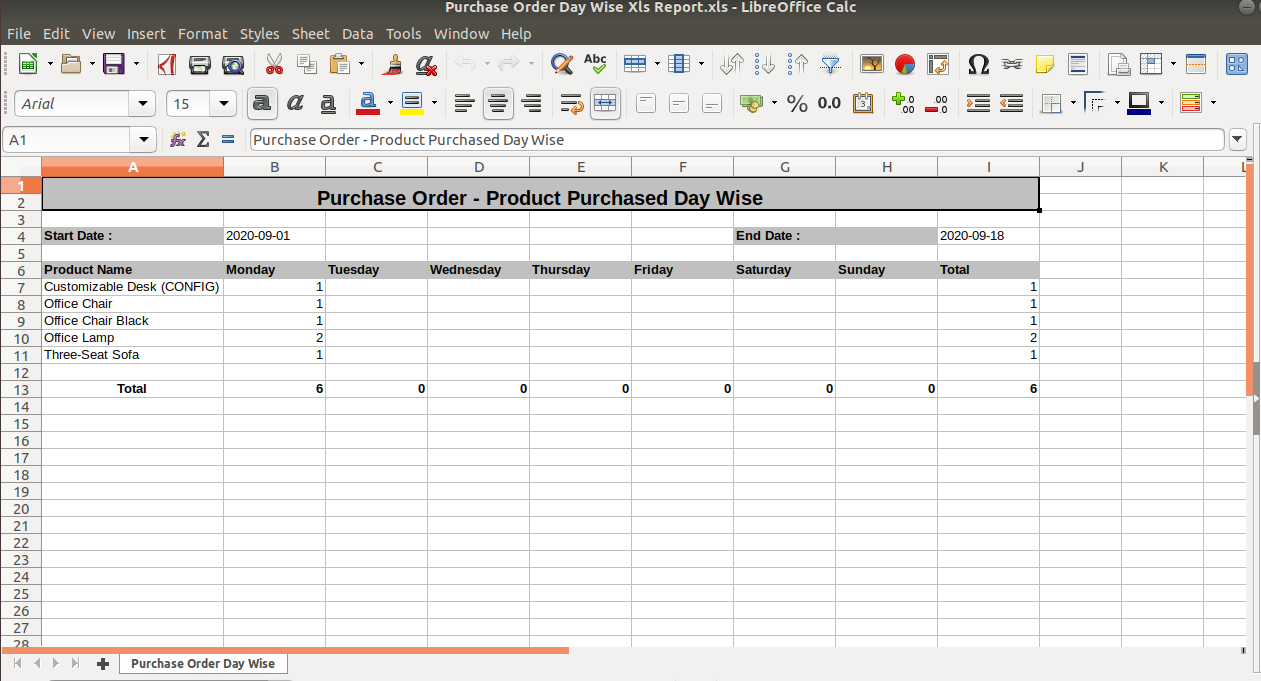 Purchase Order Day Wise Xls Report.xls - LibreOffice Calc
File Edit View Insert Format Styles Sheet Data Tools Window Help
Abc
Arial 15 a a a a % 0.0 3 .00 .00
A1 Purchase Order - Product Purchased Day Wise
A B C D E F G H I J K L
1
2 Purchase Order - Product Purchased Day Wise
3
4 Start Date : 2020-09-01 End Date : 2020-09-18
5
6 Product Name Monday Tuesday Wednesday Thursday Friday Saturday Sunday Total
7 Customizable Desk (CONFIG) 1 1
8 Office Chair 1 1
9 Office Chair Black 1 1
10 Office Lamp 2 2
11 Three-Seat Sofa 1 1
12
13 Total 6 0 0 0 0 0 0 6
14
15
16
17
18
19
20
21
22
23
24
25
26
27
28
Purchase Order Day Wise